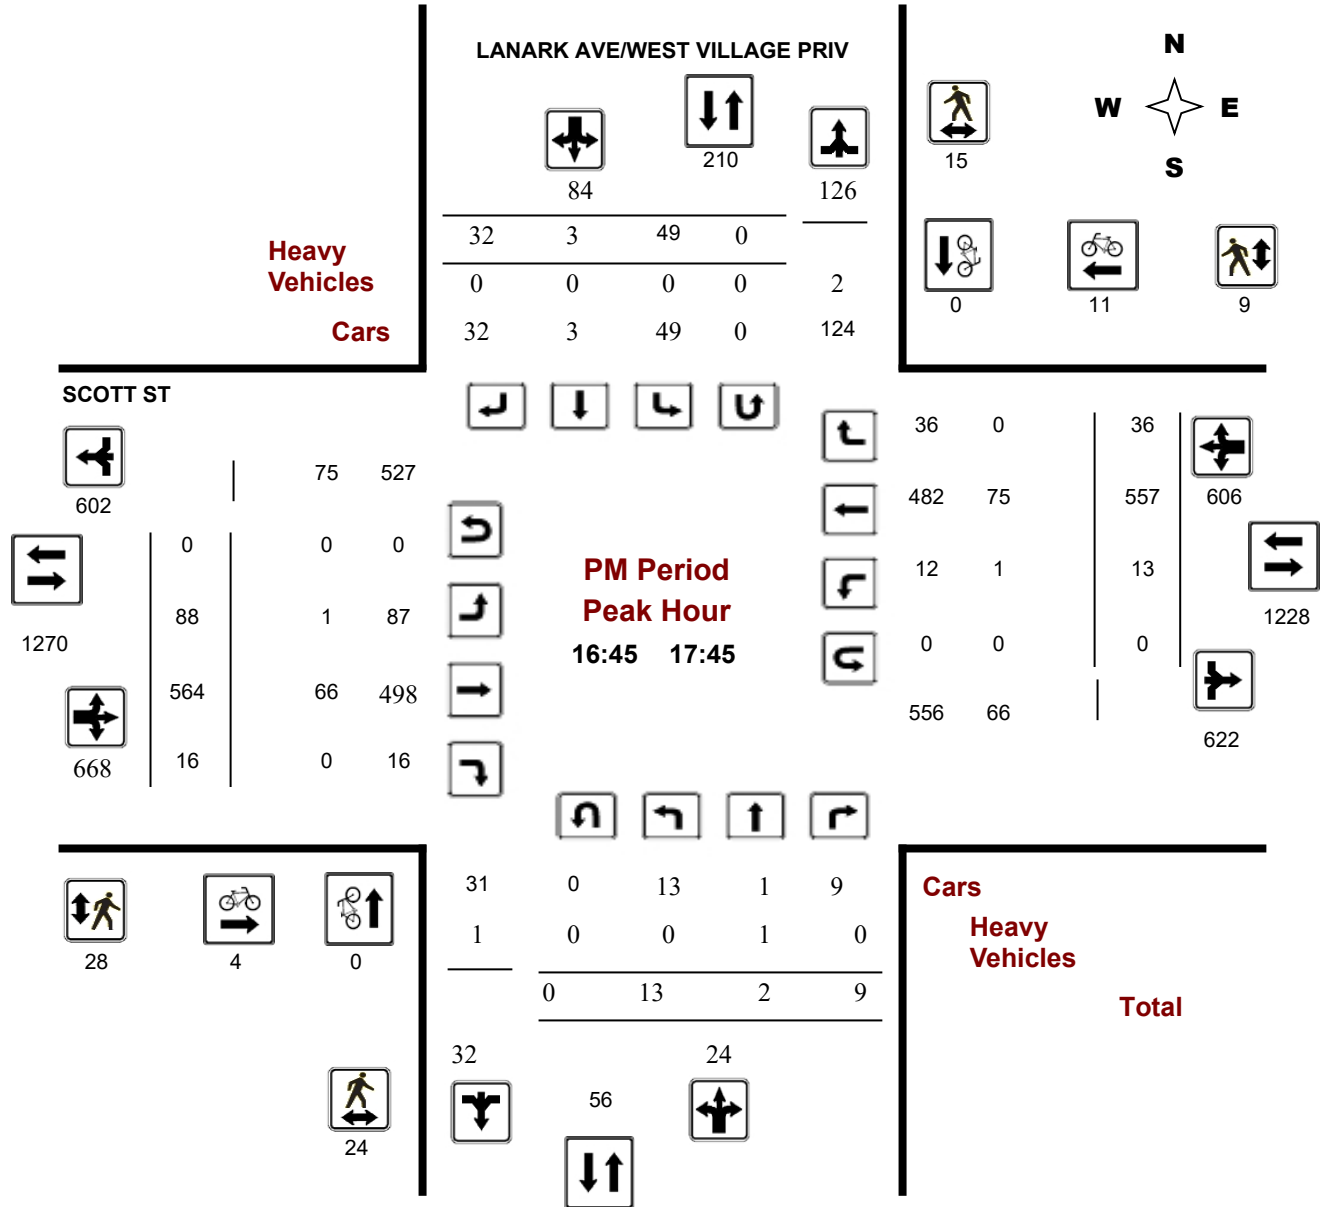 LANARK AVE/WEST VILLAGE PRIV
N
W E
S
210
15
84
126
32 3 49 0
Heavy
Vehicles
0 0 0 0 2
0 11 9
Cars
32 3 49 0 124
SCOTT ST
36 0 36
75 527
602
482 75 557 606
0 0 0
PM Period
12 1 13
Peak Hour
88 1 87
1228
1270
16:45 17:45
0 0 0
564 66 498
556 66
622
668
16 0 16
31 0 13 1 9
Cars
Heavy
Vehicles
1 0 0 1 0
28 4 0
0 13 2 9
Total
32 24
56
24